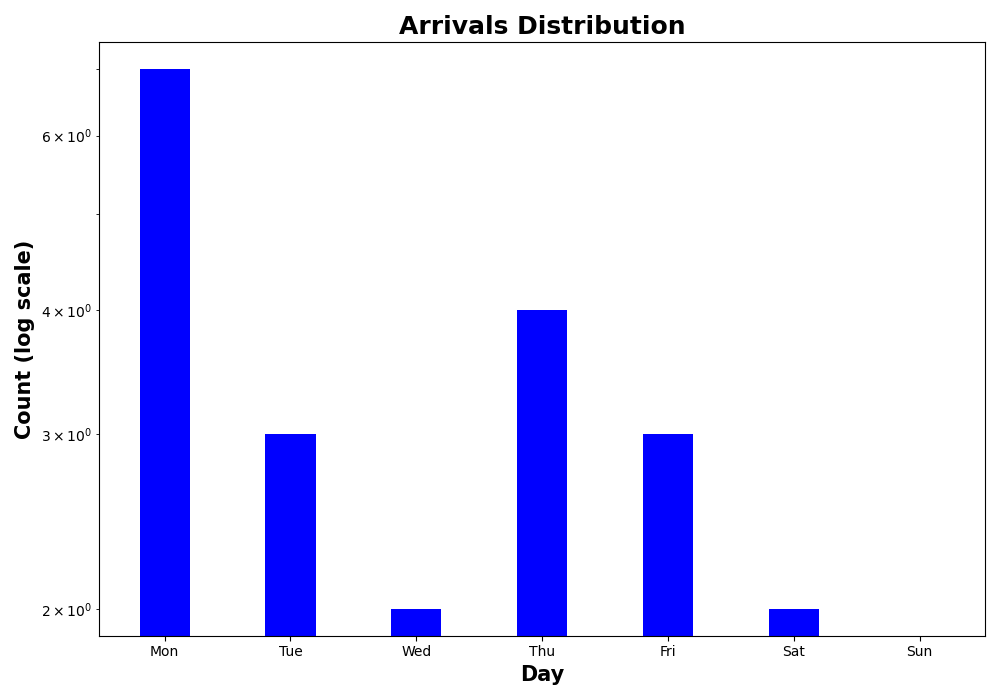 Arrivals Distribution
Count (log scale)
6 × 10⁰
4 × 10⁰
3 × 10⁰
2 × 10⁰
Mon Tue Wed Thu Fri Sat Sun
Day